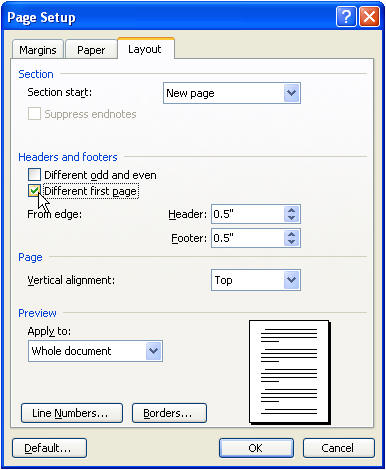 Page Setup
Margins Paper Layout
Section
Section start: New page
Suppress endnotes
Headers and footers
Different odd and even
Different first page
From edge: Header: 0.5"
Footer: 0.5"
Page
Vertical alignment: Top
Preview
Apply to:
Whole document
Line Numbers... Borders...
Default... OK Cancel